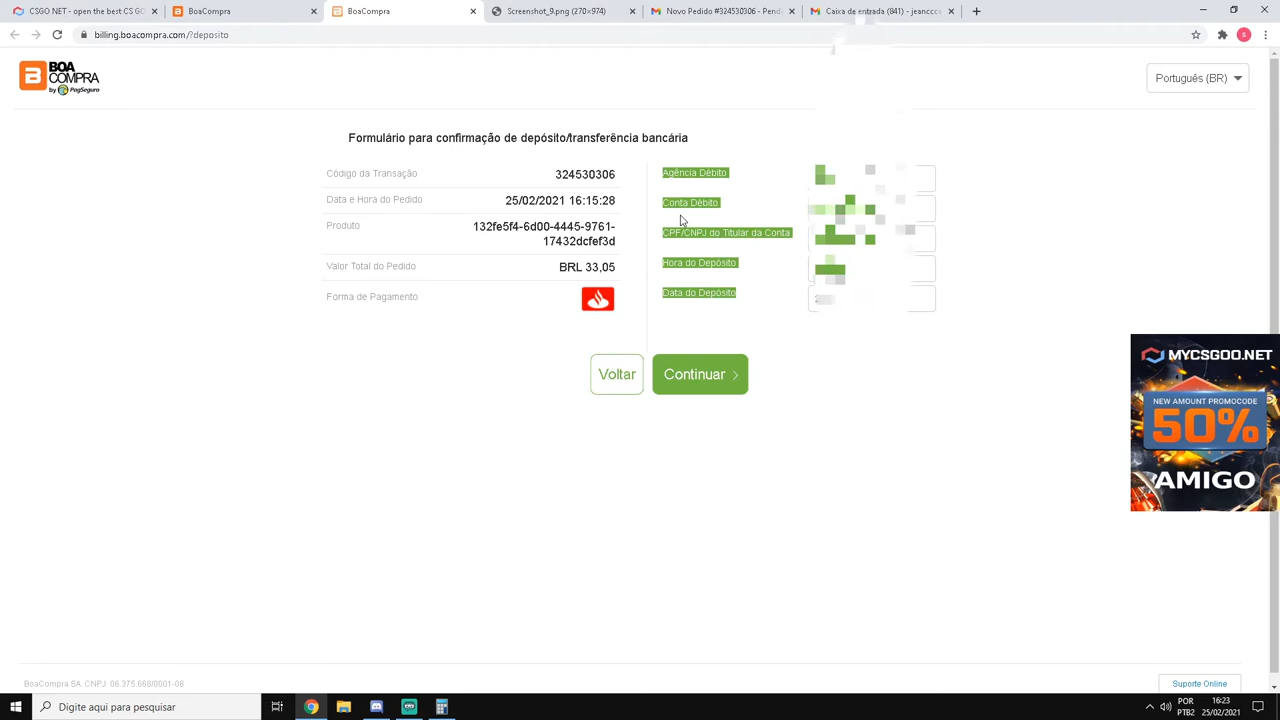 CSGO NET - open the best CS GO
BoaCompra
BoaCompra
Screenshot_9.png (270×974)
Novo Pedido #324530306 - Pend
Caixa de entrada (841) - jeanccc
billing.boacompra.com/?deposito
S
BOA
COMPRA
by PagSeguro
Português (BR)
Formulário para confirmação de depósito/transferência bancária
Código da Transação 324530306
Data e Hora do Pedido 25/02/2021 16:15:28
Produto 132fe5f4-6d00-4445-9761-
17432dcfef3d
Valor Total do Pedido BRL 33,05
Forma de Pagamento
Agência Débito
Conta Débito
CPF/CNPJ do Titular da Conta
Hora do Depósito
Data do Depósito
Voltar
Continuar
MYCSGOO.NET
NEW AMOUNT PROMOCODE
50%
AMIGO
BoaCompra SA. CNPJ: 06.375.668/0001-08
Suporte Online
Digite aqui para pesquisar
POR
PTB2
16:23
25/02/2021